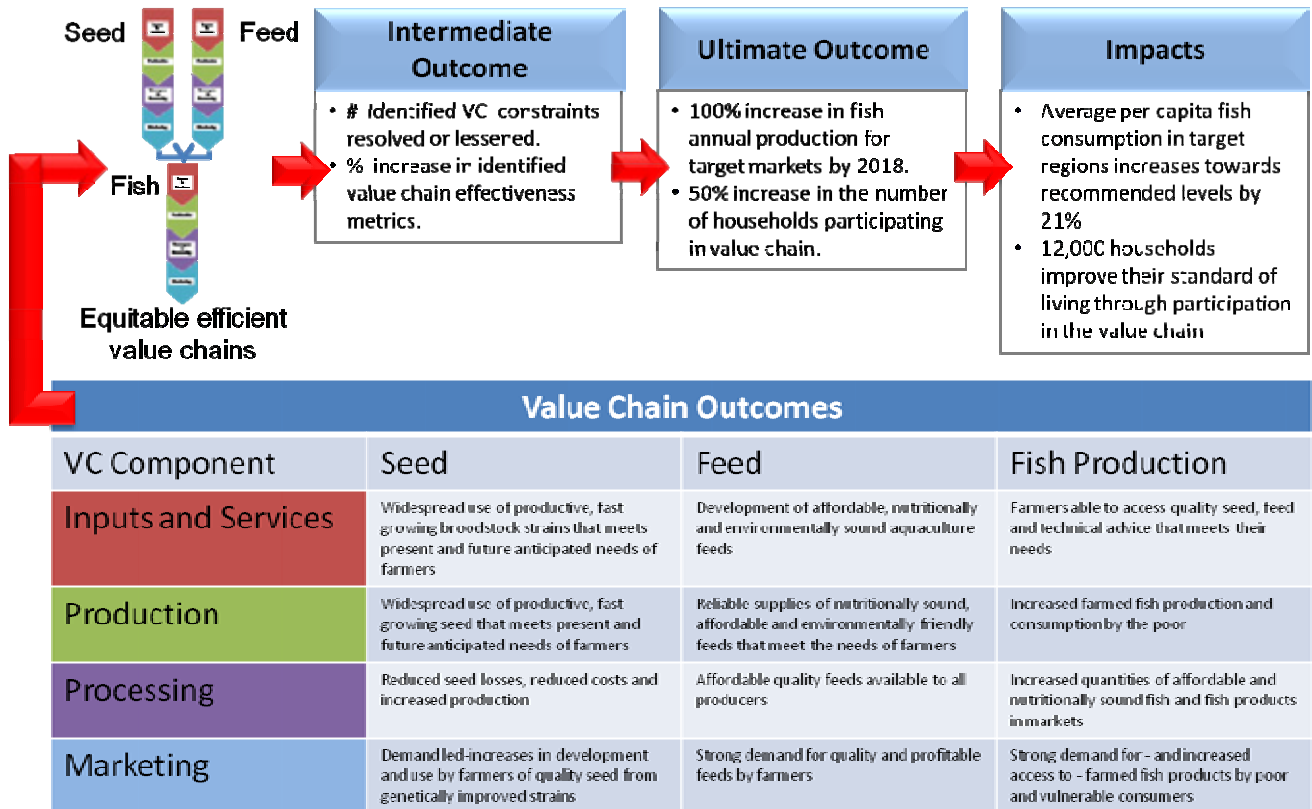 Seed
Feed
Fish
Equitable efficient
value chains
Intermediate
Outcome
• # Identified VC constraints
resolved or lessened.
• % increase in identified
value chain effectiveness
metrics.
Ultimate Outcome
• 100% increase in fish
annual production for
target markets by 2018.
• 50% increase in the number
of households participating
in value chain.
Impacts
• Average per capita fish
consumption in target
regions increases towards
recommended levels by
21%
• 12,000 households
improve their standard of
living through participation
in the value chain
Value Chain Outcomes
VC Component
Seed
Feed
Fish Production
Inputs and Services
Widespread use of productive, fast
growing broodstock strains that meets
present and future anticipated needs of
farmers
Development of affordable, nutritionally
and environmentally sound aquaculture
feeds
Farmers able to access quality seed, feed
and technical advice that meets their
needs
Production
Widespread use of productive, fast
growing seed that meets present and
future anticipated needs of farmers
Reliable supplies of nutritionally sound,
affordable and environmentally friendly
feeds that meet the needs of farmers
Increased farmed fish production and
consumption by the poor
Processing
Reduced seed losses, reduced costs and
increased production
Affordable quality feeds available to all
producers
Increased quantities of affordable and
nutritionally sound fish and fish products
in markets
Marketing
Demand led-increases in development
and use by farmers of quality seed from
genetically improved strains
Strong demand for quality and profitable
feeds by farmers
Strong demand for - and increased
access to - farmed fish products by poor
and vulnerable consumers